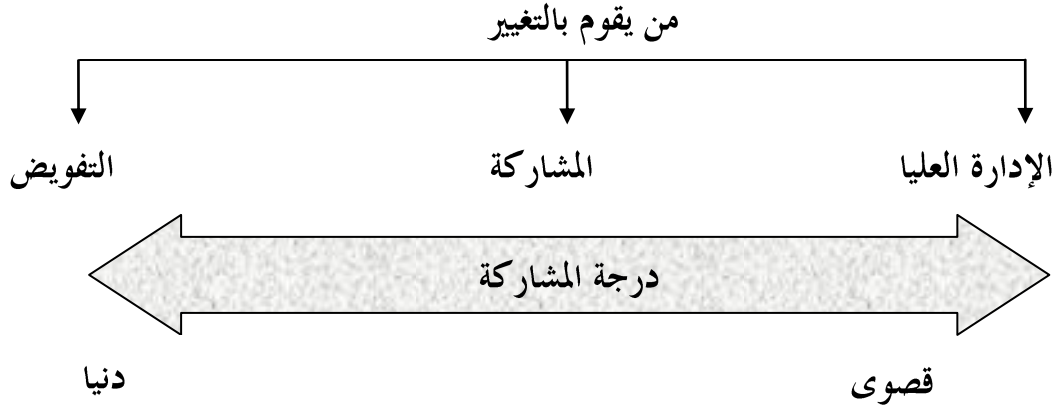 من يقوم بالتغيير
الإدارة العليا المشاركة التفويض
درجة المشاركة
قصوى دنيا